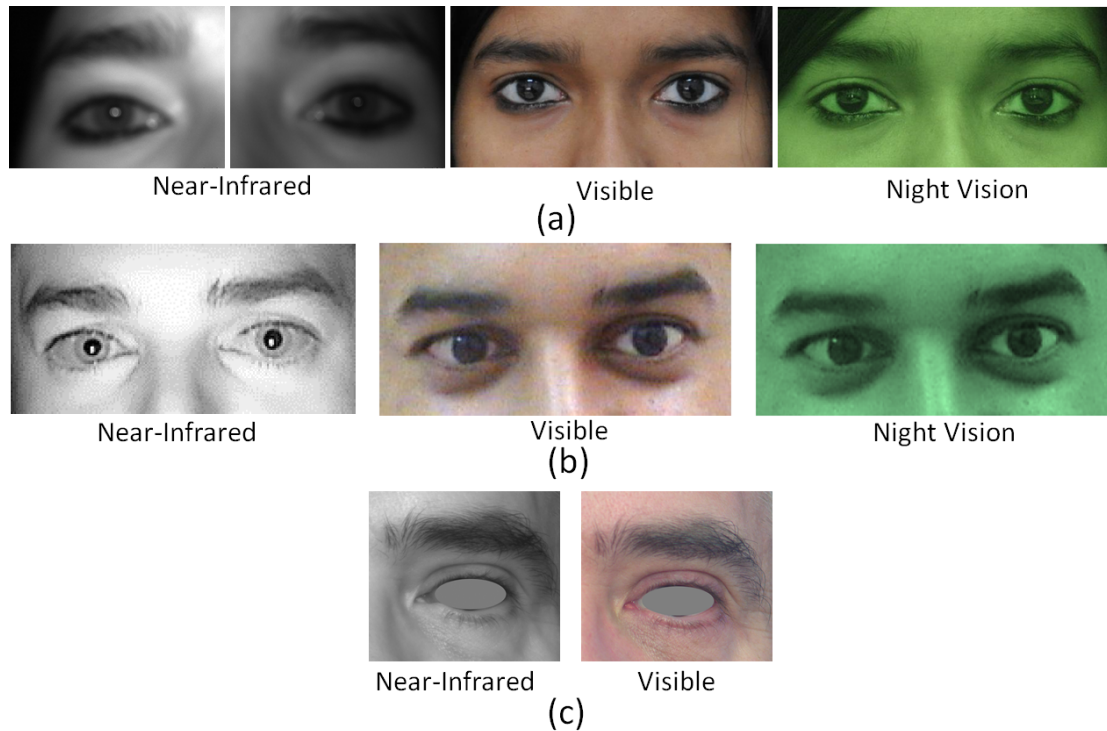 Near-Infrared
Visible
Night Vision
(a)
Near-Infrared
Visible
Night Vision
(b)
Near-Infrared
Visible
(c)